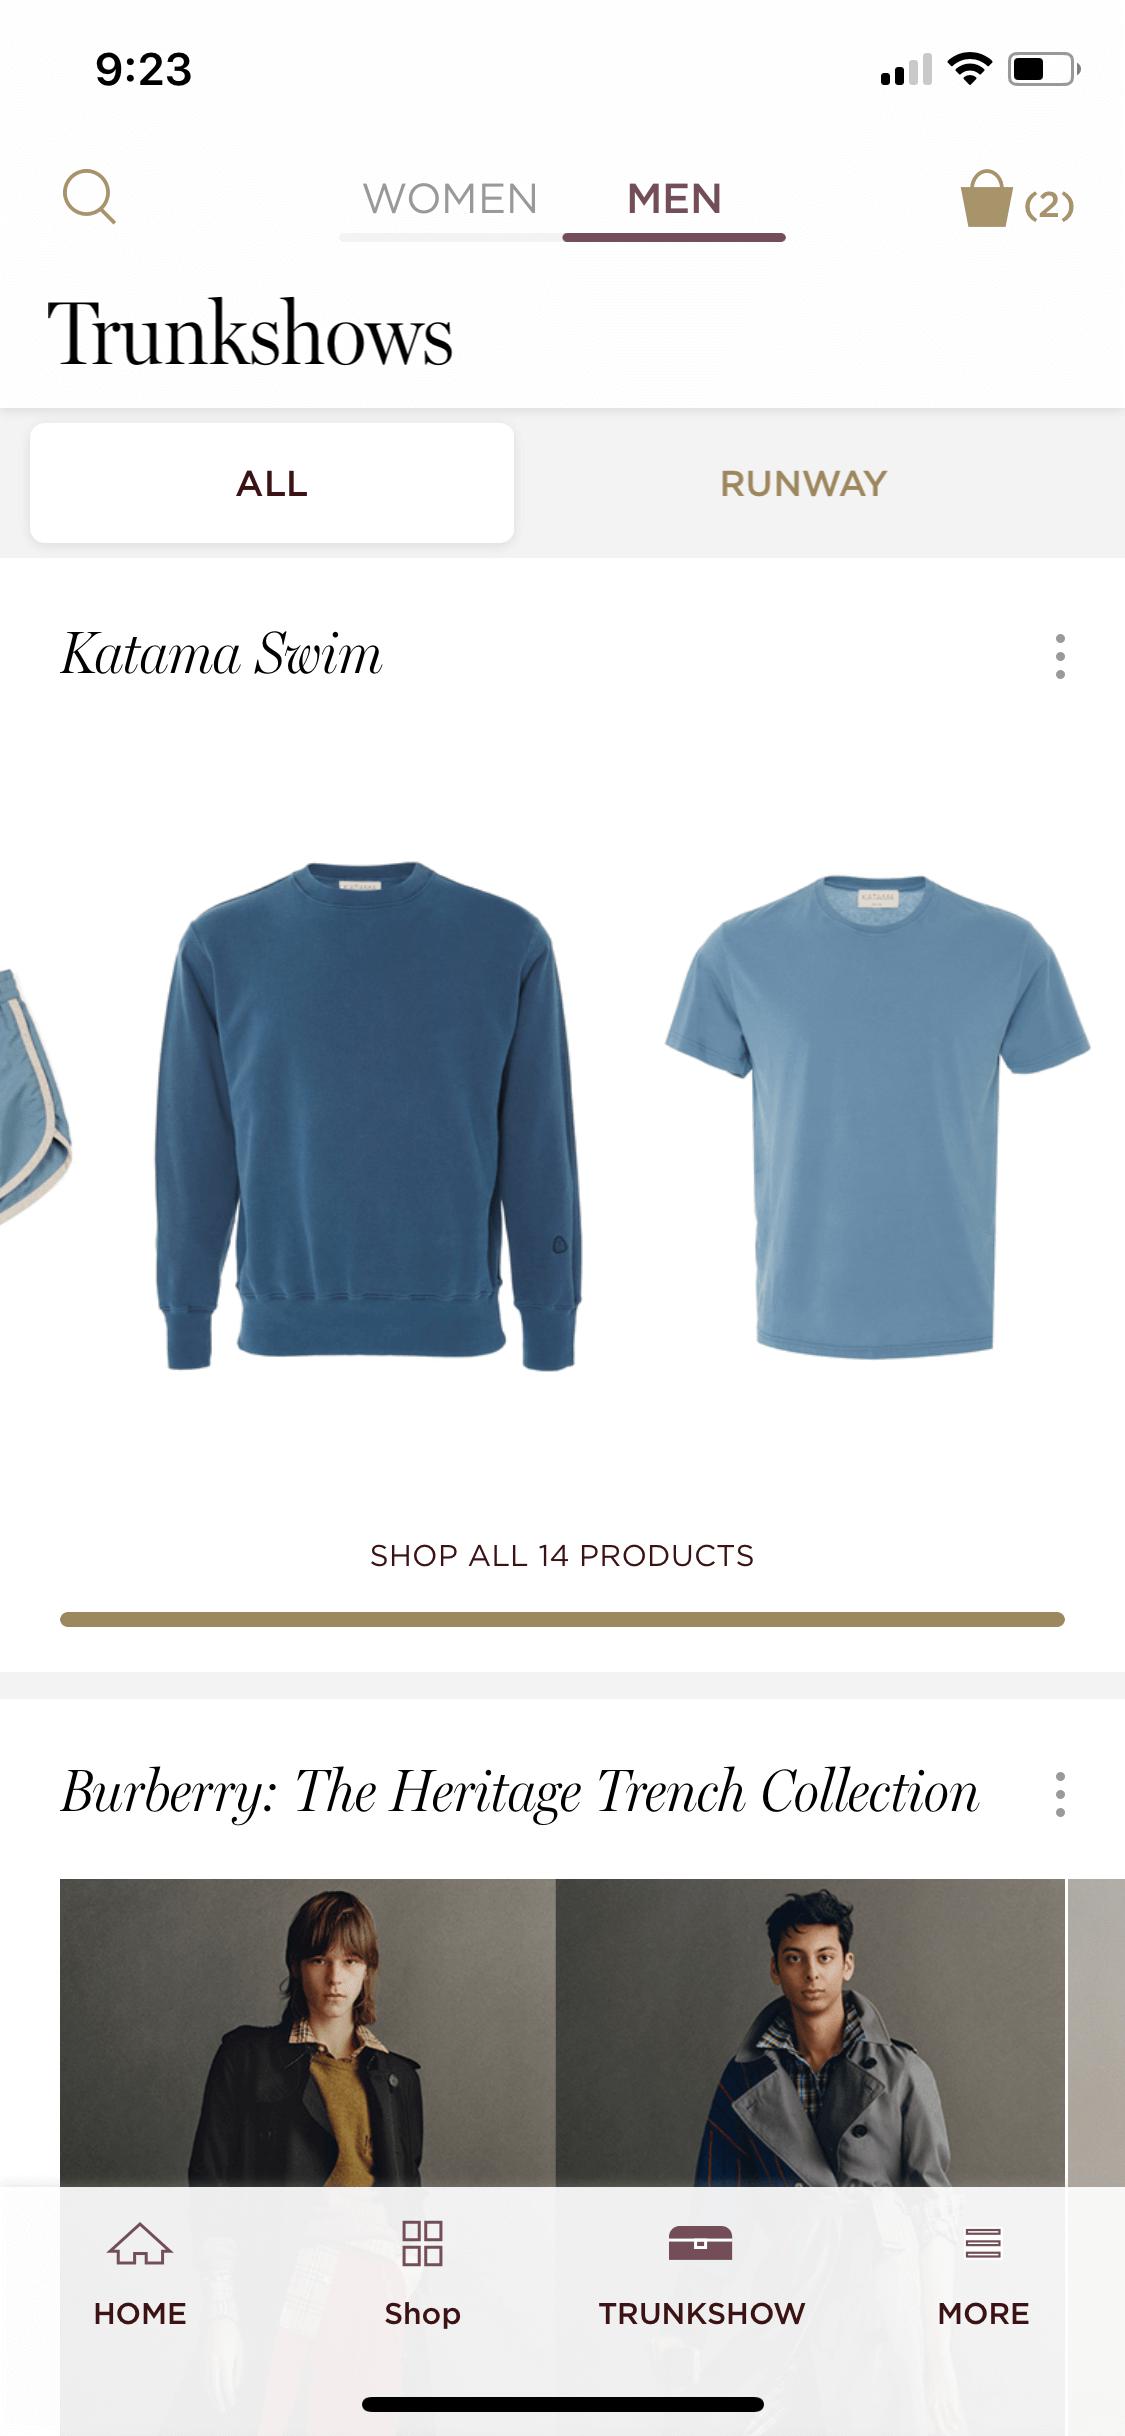 9:23
WOMEN MEN (2)
Trunkshows
ALL RUNWAY
Katama Swim
KATAMA
SHOP ALL 14 PRODUCTS
Burberry: The Heritage Trench Collection
HOME Shop TRUNKSHOW MORE